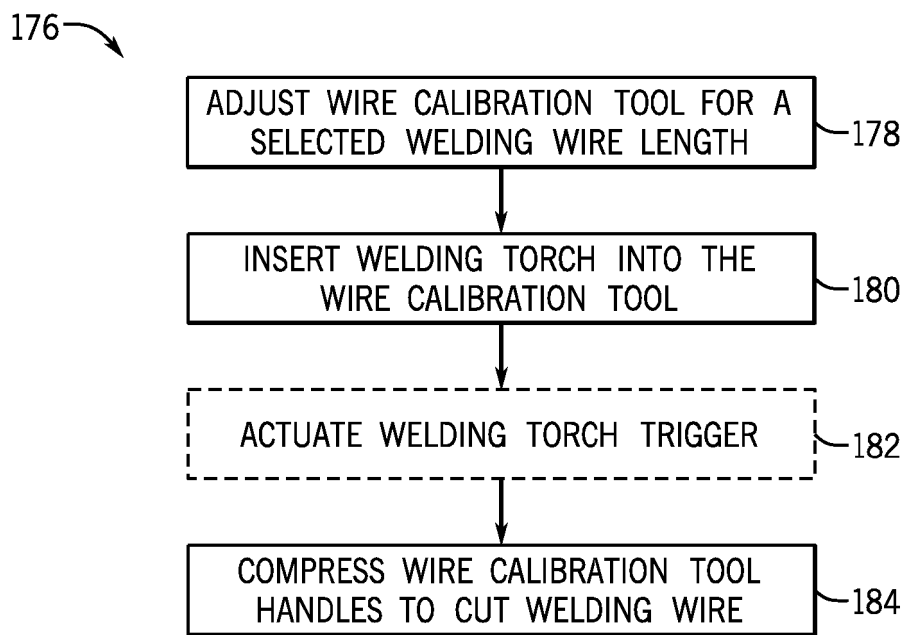 176
ADJUST WIRE CALIBRATION TOOL FOR A
SELECTED WELDING WIRE LENGTH
178
INSERT WELDING TORCH INTO THE
WIRE CALIBRATION TOOL
180
ACTUATE WELDING TORCH TRIGGER
182
COMPRESS WIRE CALIBRATION TOOL
HANDLES TO CUT WELDING WIRE
184